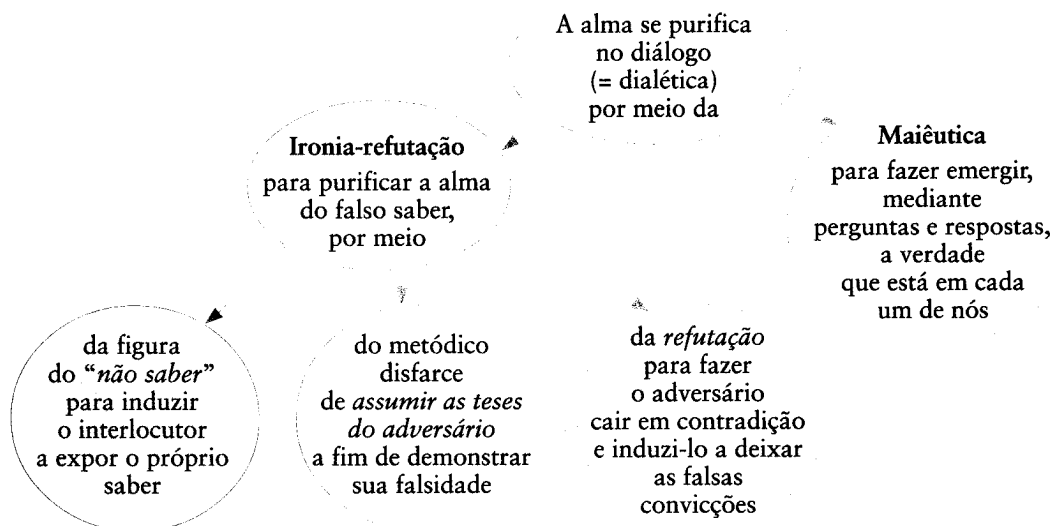 A alma se purifica
no diálogo
(= dialética)
por meio da
Ironia-refutação
para purificar a alma
do falso saber,
por meio
Maiêutica
para fazer emergir,
mediante
perguntas e respostas,
a verdade
que está em cada
um de nós
da figura
do “não saber”
para induzir
o interlocutor
a expor o próprio
saber
do metódico
disfarce
de assumir as teses
do adversário
a fim de demonstrar
sua falsidade
da refutação
para fazer
o adversário
cair em contradição
e induzi-lo a deixar
as falsas
convicções